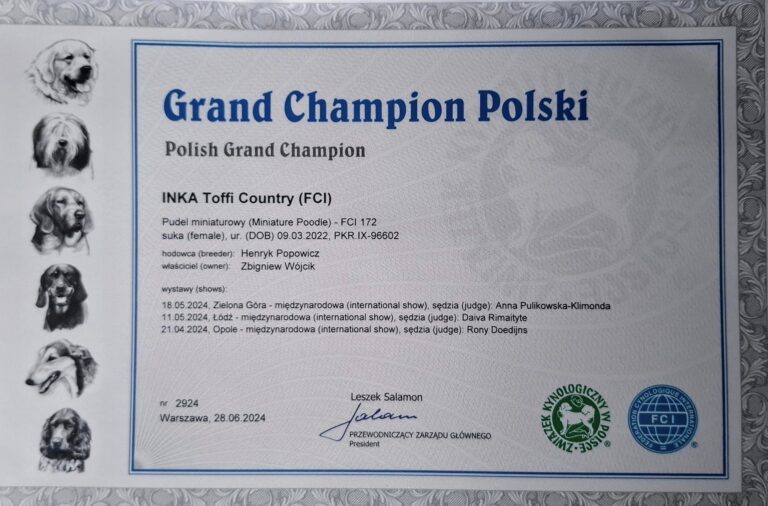 Grand Champion Polski
Polish Grand Champion
INKA Toffi Country (FCI)
Pudel miniaturowy (Miniature Poodle) - FCI 172
suka (female), ur. (DOB) 09.03.2022, PKR.IX-96602
hodowca (breeder): Henryk Popowicz
właściciel (owner): Zbigniew Wójcik
wystawy (shows):
18.05.2024, Zielona Góra - międzynarodowa (international show), sędzia (judge): Anna Pulikowska-Klimonda
11.05.2024, Łódź - międzynarodowa (international show), sędzia (judge): Daiva Rimaityte
21.04.2024, Opole - międzynarodowa (international show), sędzia (judge): Rony Doedijns
nr 2924
Warszawa, 28.06.2024
Leszek Salamon
PRZEWODNICZĄCY ZARZĄDU GŁÓWNEGO
President
ZWIĄZEK KYNOLOGICZNY W POLSCE
FEDERATION CYNOLOGIQUE INTERNATIONALE
FCI
®